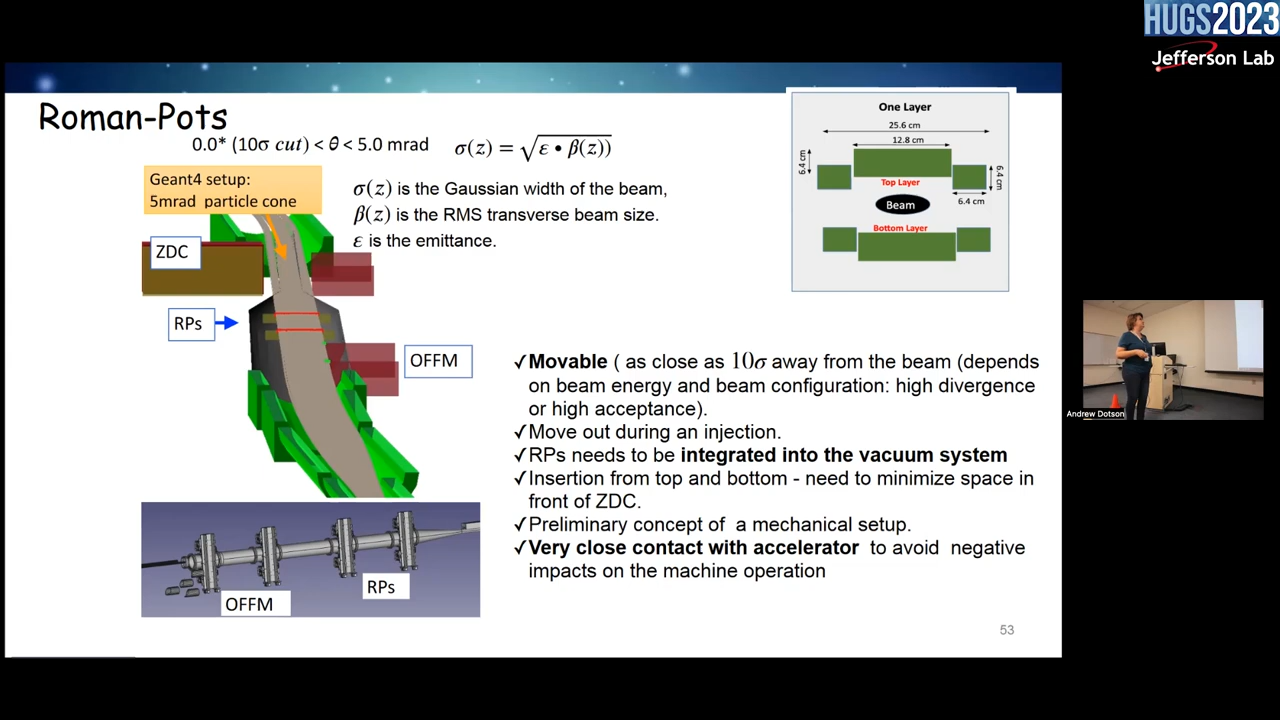 HUGS2023
Jefferson Lab
Roman-Pots
0.0* (10σ cut) < θ < 5.0 mrad
σ(z) = √ε • β(z))
Geant4 setup:
5mrad particle cone
σ(z) is the Gaussian width of the beam,
β(z) is the RMS transverse beam size.
ε is the emittance.
ZDC
RPs
OFFM
One Layer
25.6 cm
12.8 cm
6.4 cm
Top Layer
6.4 cm
6.4 cm
Beam
Bottom Layer
✓Movable ( as close as 10σ away from the beam (depends
on beam energy and beam configuration: high divergence
or high acceptance).
✓Move out during an injection.
✓RPs needs to be integrated into the vacuum system
✓Insertion from top and bottom - need to minimize space in
front of ZDC.
✓Preliminary concept of a mechanical setup.
✓Very close contact with accelerator to avoid negative
impacts on the machine operation
RPs
OFFM
53
Andrew Dotson